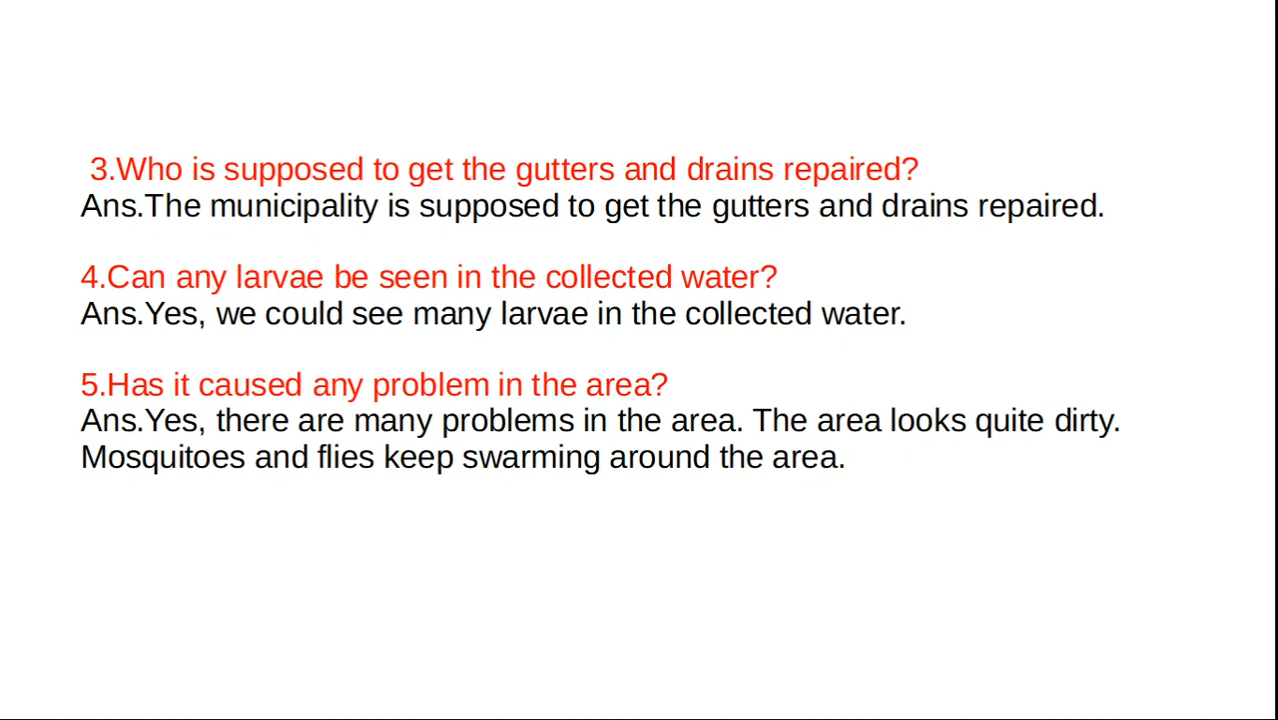 3.Who is supposed to get the gutters and drains repaired?
Ans.The municipality is supposed to get the gutters and drains repaired.
4.Can any larvae be seen in the collected water?
Ans.Yes, we could see many larvae in the collected water.
5.Has it caused any problem in the area?
Ans.Yes, there are many problems in the area. The area looks quite dirty.
Mosquitoes and flies keep swarming around the area.